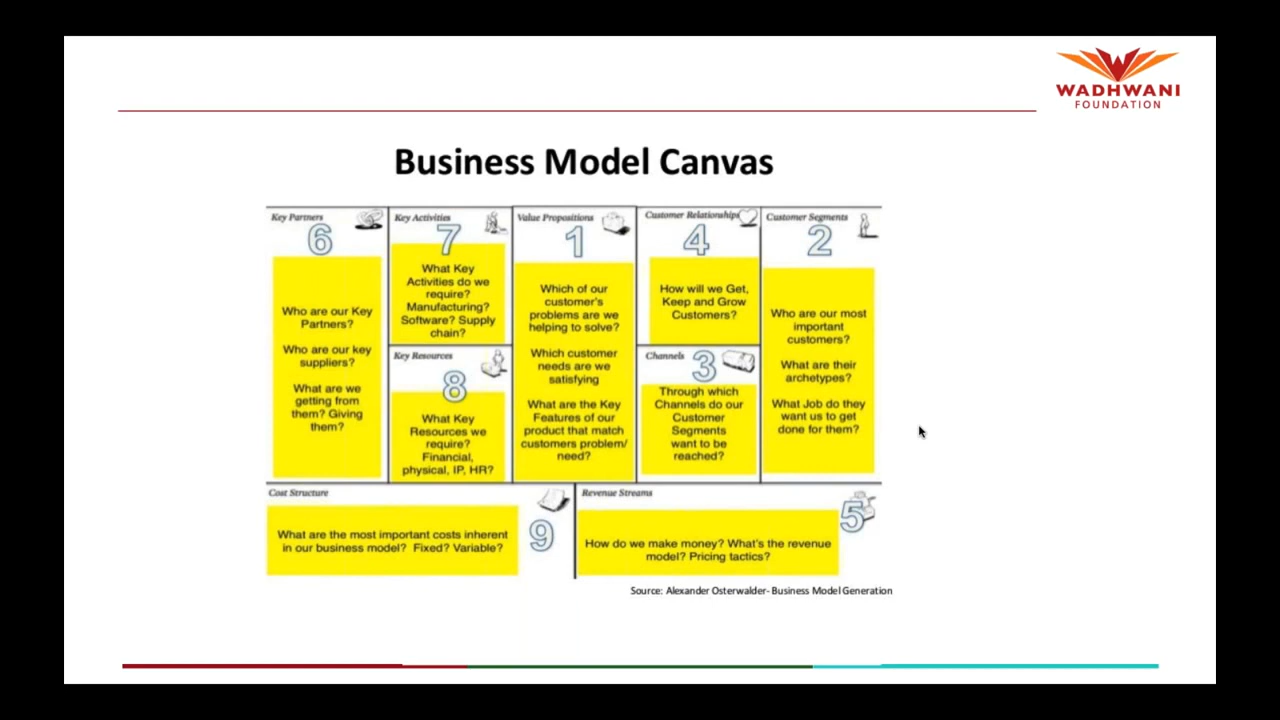 WADHWANI
FOUNDATION
Business Model Canvas
Key Partners
6
Who are our Key
Partners?
Who are our key
suppliers?
What are we
getting from
them? Giving
them?
Key Activities
7
What Key
Activities do we
require?
Manufacturing?
Software? Supply
chain?
Key Resources
8
What Key
Resources we
require?
Financial,
physical, IP, HR?
Value Propositions
1
Which of our
customer's
problems are we
helping to solve?
Which customer
needs are we
satisfying
What are the Key
Features of our
product that match
customers problem/
need?
Customer Relationships
4
How will we Get,
Keep and Grow
Customers?
Channels
3
Through which
Channels do our
Customer
Segments
want to be
reached?
Customer Segments
2
Who are our most
important
customers?
What are their
archetypes?
What Job do they
want us to get
done for them?
Cost Structure
9
What are the most important costs inherent
in our business model? Fixed? Variable?
Revenue Streams
5
How do we make money? What's the revenue
model? Pricing tactics?
Source: Alexander Osterwalder- Business Model Generation